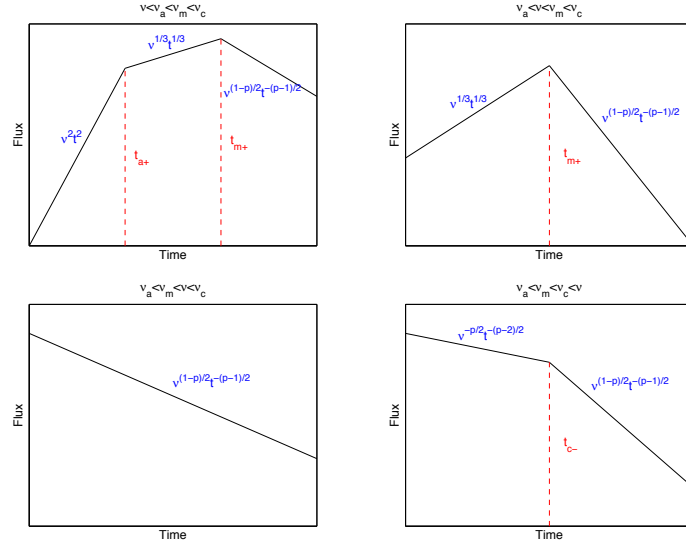 ν<ν_a<ν_m<ν_c
ν^{1/3}t^{1/3}
ν^{(1−p)/2}t^{−(p−1)/2}
ν^2t^2
t_{a+}
t_{m+}
Flux
Time
ν_a<ν<ν_m<ν_c
ν^{1/3}t^{1/3}
ν^{(1−p)/2}t^{−(p−1)/2}
t_{m+}
Flux
Time
ν_a<ν_m<ν<ν_c
ν^{(1−p)/2}t^{−(p−1)/2}
Flux
Time
ν_a<ν_m<ν_c<ν
ν^{−p/2}t^{−(p−2)/2}
ν^{(1−p)/2}t^{−(p−1)/2}
t_{c−}
Flux
Time